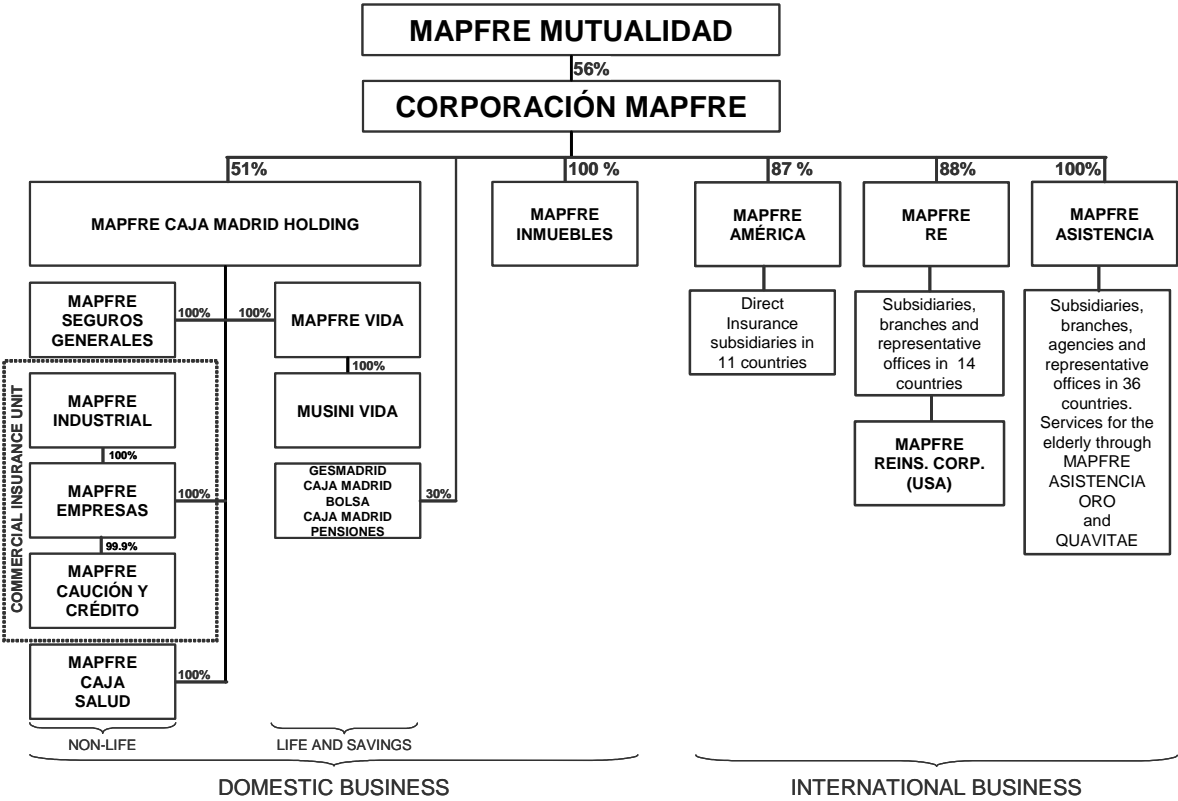 MAPFRE MUTUALIDAD
56%
CORPORACIÓN MAPFRE
51%
100 %
87 %
88%
100%
MAPFRE CAJA MADRID HOLDING
MAPFRE
INMUEBLES
MAPFRE
AMÉRICA
MAPFRE
RE
MAPFRE
ASISTENCIA
MAPFRE
SEGUROS
GENERALES
100%
100%
MAPFRE VIDA
Direct
Insurance
subsidiaries in
11 countries
Subsidiaries,
branches and
representative
offices in 14
countries
Subsidiaries,
branches,
agencies and
representative
offices in 36
countries.
Services for the
elderly through
MAPFRE
ASISTENCIA
ORO
and
QUAVITAE
COMMERCIAL INSURANCE UNIT
MAPFRE
INDUSTRIAL
100%
MUSINI VIDA
MAPFRE
REINS. CORP.
(USA)
100%
MAPFRE
EMPRESAS
100%
GESMADRID
CAJA MADRID
BOLSA
CAJA MADRID
PENSIONES
30%
99.9%
MAPFRE
CAUCIÓN Y
CRÉDITO
MAPFRE
CAJA
SALUD
100%
NON-LIFE
LIFE AND SAVINGS
DOMESTIC BUSINESS
INTERNATIONAL BUSINESS